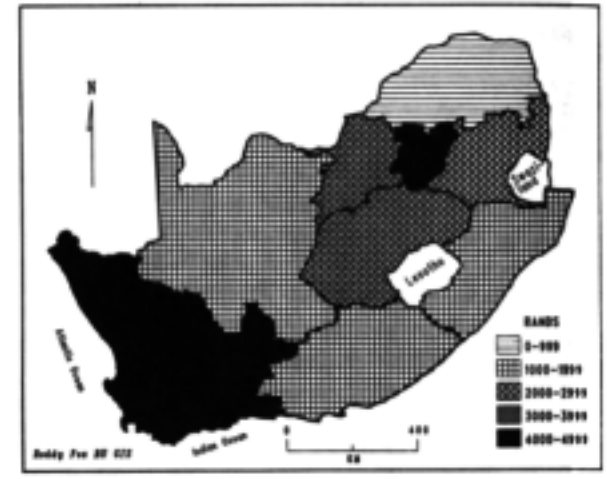 N
Swazi-
land
Lesotho
Atlantic Ocean
Indian Ocean
RANDS
0-999
1000-1999
2000-2999
3000-3999
4000-4999
0 400
KM